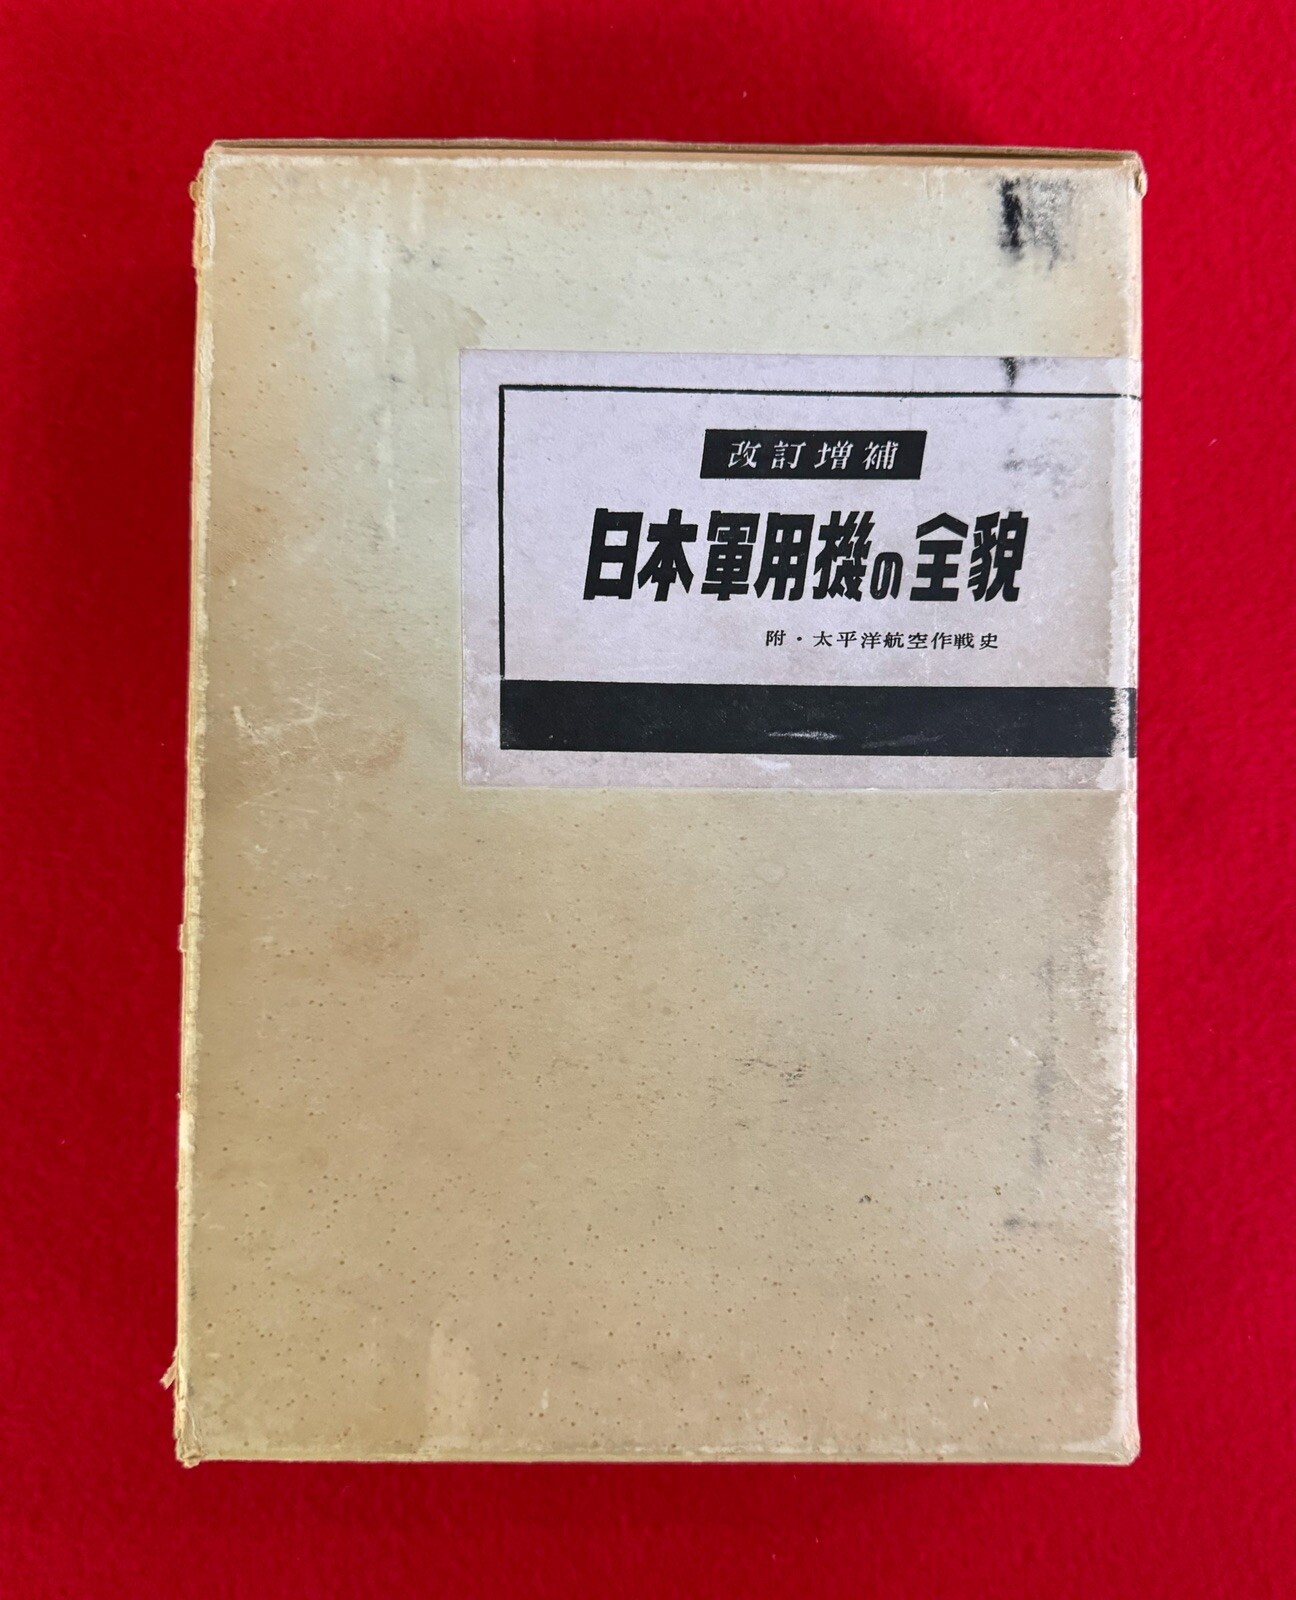 改訂増補
日本軍用機の全貌
附・太平洋航空作戦史